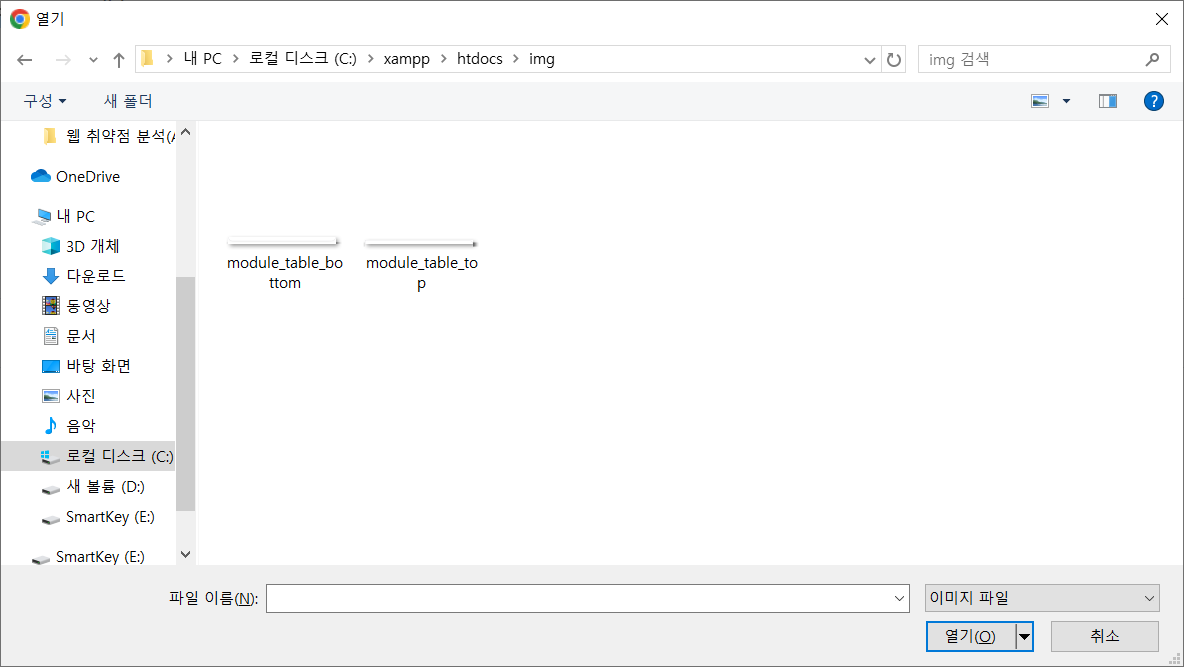 열기
내 PC
로컬 디스크 (C:)
xampp
htdocs
img
img 검색
구성
새 폴더
?
웹 취약점 분석(
OneDrive
내 PC
3D 개체
다운로드
동영상
문서
바탕 화면
사진
음악
로컬 디스크 (C:)
새 볼륨 (D:)
SmartKey (E:)
SmartKey (E:)
module_table_bo
ttom
module_table_to
p
파일 이름(N):
이미지 파일
열기(O)
취소